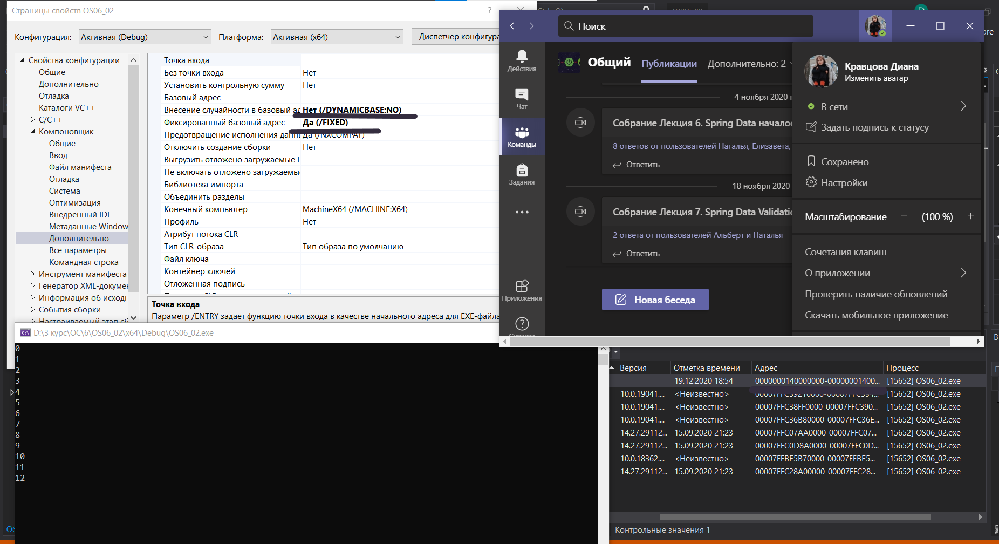 Страницы свойств OS06_02
?
Конфигурация:
Активная (Debug)
Платформа:
Активная (x64)
Диспетчер конфигура
Свойства конфигурации
Общие
Дополнительно
Отладка
Каталоги VC++
C/C++
Компоновщик
Общие
Ввод
Файл манифеста
Отладка
Система
Оптимизация
Внедренный IDL
Метаданные Window
Дополнительно
Все параметры
Командная строка
Инструмент манифеста
Генератор XML-докумен
Информация об исходн
События сборки
Настраиваемый этап сб
Точка входа
Без точки входа Нет
Установить контрольную сумму Нет
Базовый адрес
Внесение случайности в базовый ад Нет (/DYNAMICBASE:NO)
Фиксированный базовый адрес Да (/FIXED)
Предотвращение исполнения данн Да (/NXCOMPAT)
Отключить создание сборки Нет
Выгрузить отложено загружаемые D
Не включать отложено загружаемы
Библиотека импорта
Объединить разделы
Конечный компьютер MachineX64 (/MACHINE:X64)
Профиль Нет
Атрибут потока CLR
Тип CLR-образа Тип образа по умолчанию
Файл ключа
Контейнер ключей
Отложенная подпись
Точка входа
Параметр /ENTRY задает функцию точки входа в качестве начального адреса для EXE-файла
D:\3 курс\ОС\6\OS06_02\x64\Debug\OS06_02.exe
0
1
2
3
4
5
6
7
8
9
10
11
12
Поиск
Действия
Чат
Команды
Задания
Приложения
Справка
Общий
Публикации
Дополнительно: 2
4 ноября 2020 г
Собрание Лекция 6. Spring Data начало
8 ответов от пользователей Наталья, Елизавета,
Ответить
18 ноября 2020
Собрание Лекция 7. Spring Data Validatio
2 ответа от пользователей Альберт и Наталья
Ответить
Новая беседа
Кравцова Диана
Изменить аватар
В сети
Задать подпись к статусу
Сохранено
Настройки
Масштабирование − (100 %) +
Сочетания клавиш
О приложении
Проверить наличие обновлений
Скачать мобильное приложение
are
Версия Отметка времени Адрес Процесс
19.12.2020 18:54 0000000140000000-00000001400... [15652] OS06_02.exe
10.0.19041.... <Неизвестно> 00007FFC39210000-00007FFC394... [15652] OS06_02.exe
10.0.19041.... <Неизвестно> 00007FFC38FF0000-00007FFC390... [15652] OS06_02.exe
10.0.19041.... <Неизвестно> 00007FFC36B80000-00007FFC36E... [15652] OS06_02.exe
14.27.29112... 15.09.2020 21:23 00007FFC07AA0000-00007FFC07... [15652] OS06_02.exe
14.27.29112... 15.09.2020 21:23 00007FFC0D8A0000-00007FFC0D... [15652] OS06_02.exe
10.0.18362.... <Неизвестно> 00007FFBE5B70000-00007FFBE5... [15652] OS06_02.exe
14.27.29112... 15.09.2020 21:23 00007FFC28A00000-00007FFC28... [15652] OS06_02.exe
Контрольные значения 1